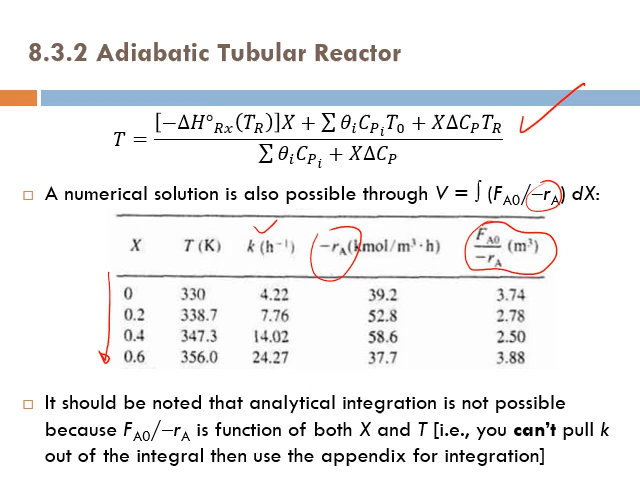 8.3.2 Adiabatic Tubular Reactor
T = [−ΔH°Rx(TR)]X + ∑ θiCPiT0 + XΔCPTR / ∑ θiCPi + XΔCP
A numerical solution is also possible through V = ∫ (FA0/−rA) dX:
X T (K) k (h⁻¹) −rA(kmol/m³·h) FA0/−rA (m³)
0 330 4.22 39.2 3.74
0.2 338.7 7.76 52.8 2.78
0.4 347.3 14.02 58.6 2.50
0.6 356.0 24.27 37.7 3.88
It should be noted that analytical integration is not possible
because FA0/−rA is function of both X and T [i.e., you can't pull k
out of the integral then use the appendix for integration]